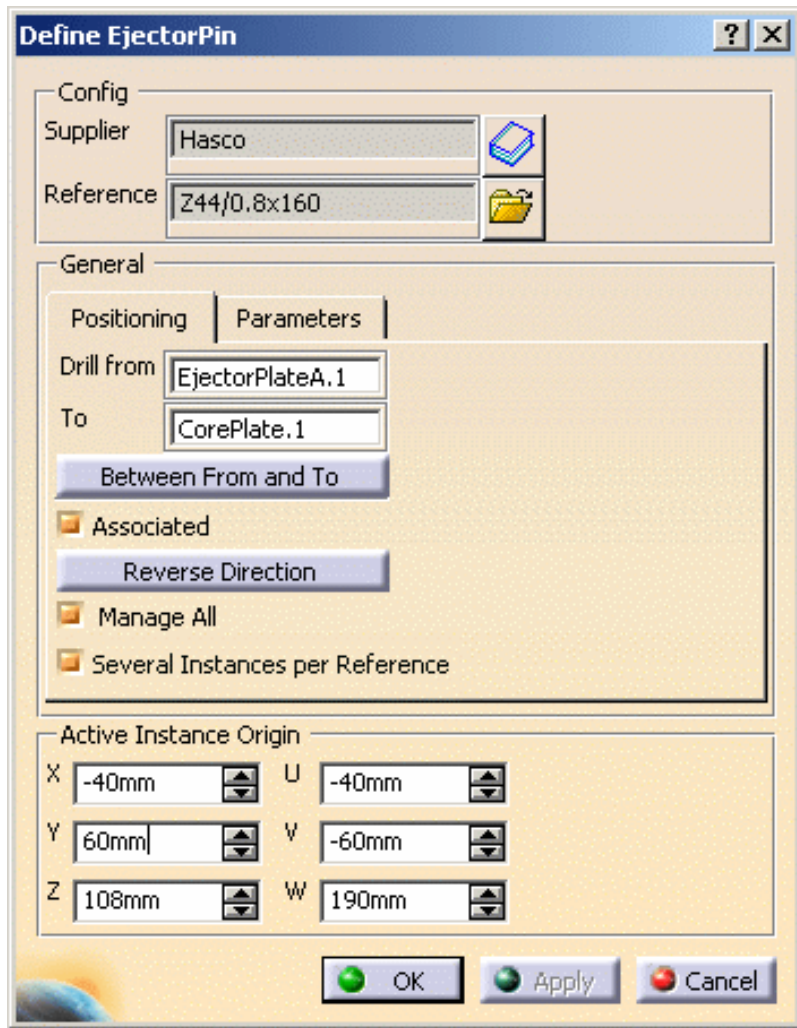 Define EjectorPin
Config
Supplier Hasco
Reference Z44/0.8x160
General
Positioning Parameters
Drill from EjectorPlateA.1
To CorePlate.1
Between From and To
Associated
Reverse Direction
Manage All
Several Instances per Reference
Active Instance Origin
X -40mm U -40mm
Y 60mm V -60mm
Z 108mm W 190mm
OK Apply Cancel